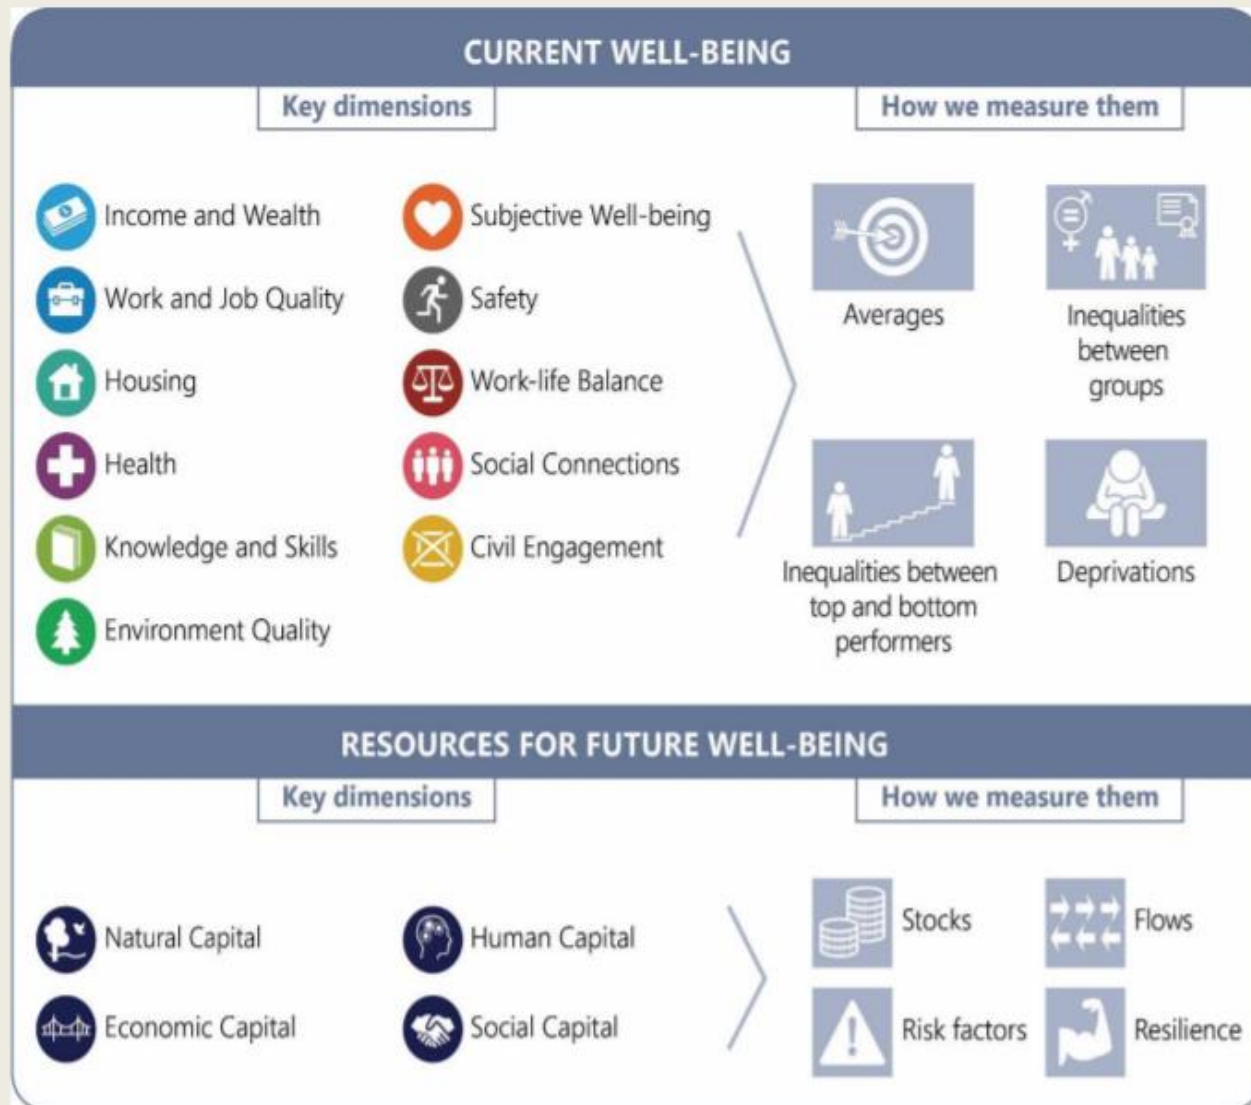 CURRENT WELL-BEING
Key dimensions
How we measure them
Income and Wealth
Work and Job Quality
Housing
Health
Knowledge and Skills
Environment Quality
Subjective Well-being
Safety
Work-life Balance
Social Connections
Civil Engagement
Averages
Inequalities
between
groups
Inequalities between
top and bottom
performers
Deprivations
RESOURCES FOR FUTURE WELL-BEING
Key dimensions
How we measure them
Natural Capital
Economic Capital
Human Capital
Social Capital
Stocks
Flows
Risk factors
Resilience